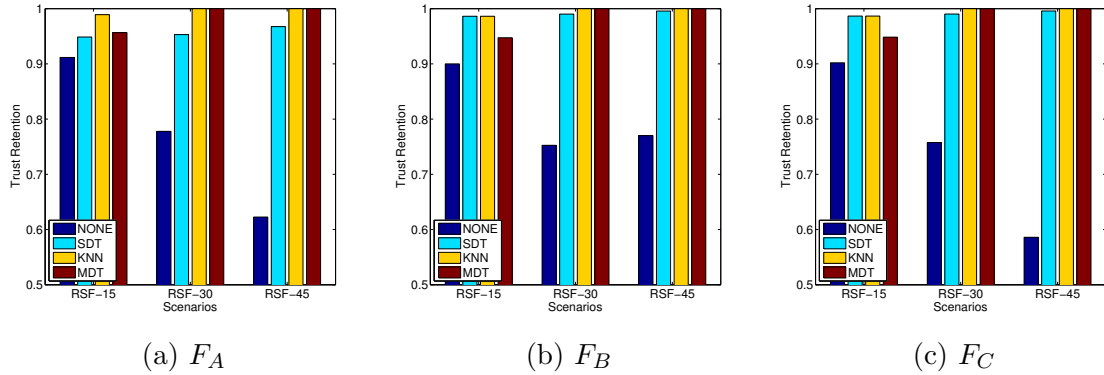 1
0.9
0.8
0.7
0.6
0.5
Trust Retention
NONE
SDT
KNN
MDT
RSF−15 RSF−30 RSF−45
Scenarios
(a) F_A
1
0.9
0.8
0.7
0.6
0.5
Trust Retention
NONE
SDT
KNN
MDT
RSF−15 RSF−30 RSF−45
Scenarios
(b) F_B
1
0.9
0.8
0.7
0.6
0.5
Trust Retention
NONE
SDT
KNN
MDT
RSF−15 RSF−30 RSF−45
Scenarios
(c) F_C